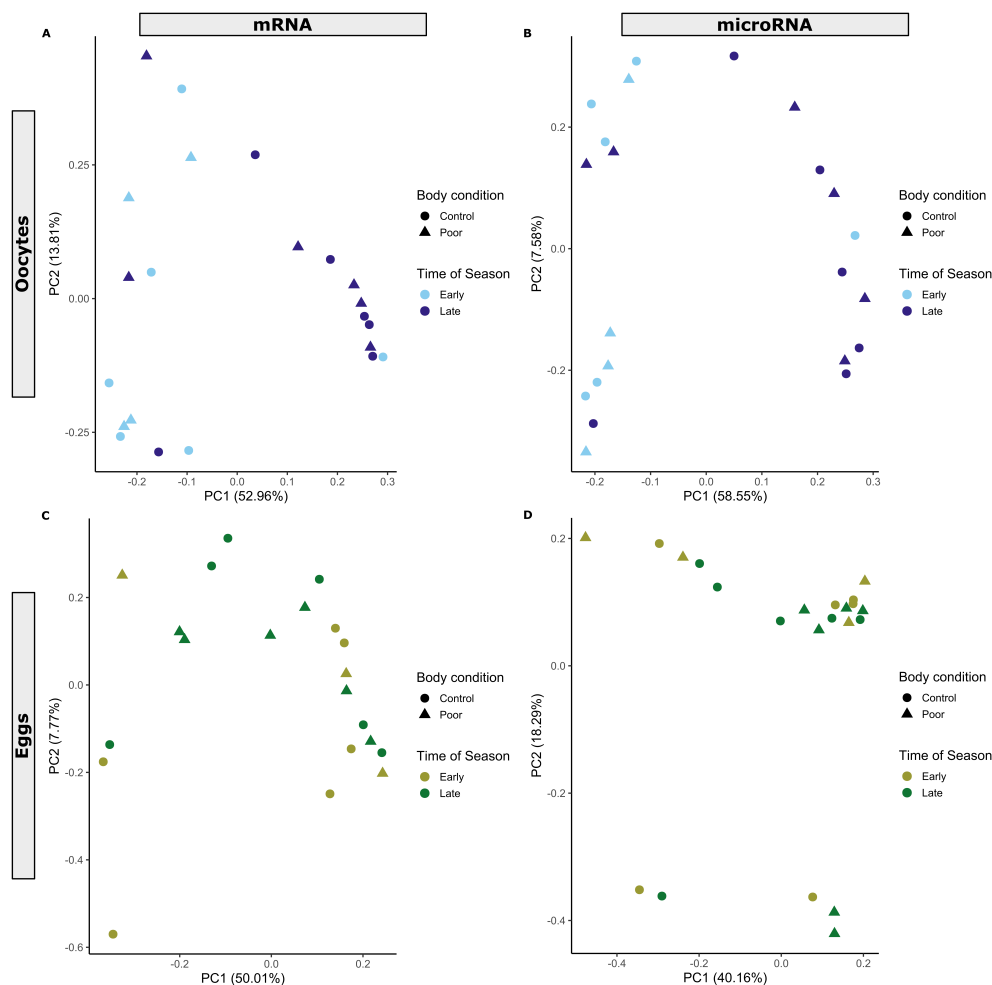 mRNA
microRNA
Oocytes
Eggs
A
PC2 (13.81%)
0.25
0.00
-0.25
-0.2
-0.1
0.0
0.1
0.2
0.3
PC1 (52.96%)
Body condition
Control
Poor
Time of Season
Early
Late
B
PC2 (7.58%)
0.2
0.0
-0.2
-0.2
-0.1
0.0
0.1
0.2
0.3
PC1 (58.55%)
Body condition
Control
Poor
Time of Season
Early
Late
C
PC2 (7.77%)
0.2
0.0
-0.2
-0.4
-0.6
-0.2
0.0
0.2
PC1 (50.01%)
Body condition
Control
Poor
Time of Season
Early
Late
D
PC2 (18.29%)
0.2
0.0
-0.2
-0.4
-0.4
-0.2
0.0
0.2
PC1 (40.16%)
Body condition
Control
Poor
Time of Season
Early
Late